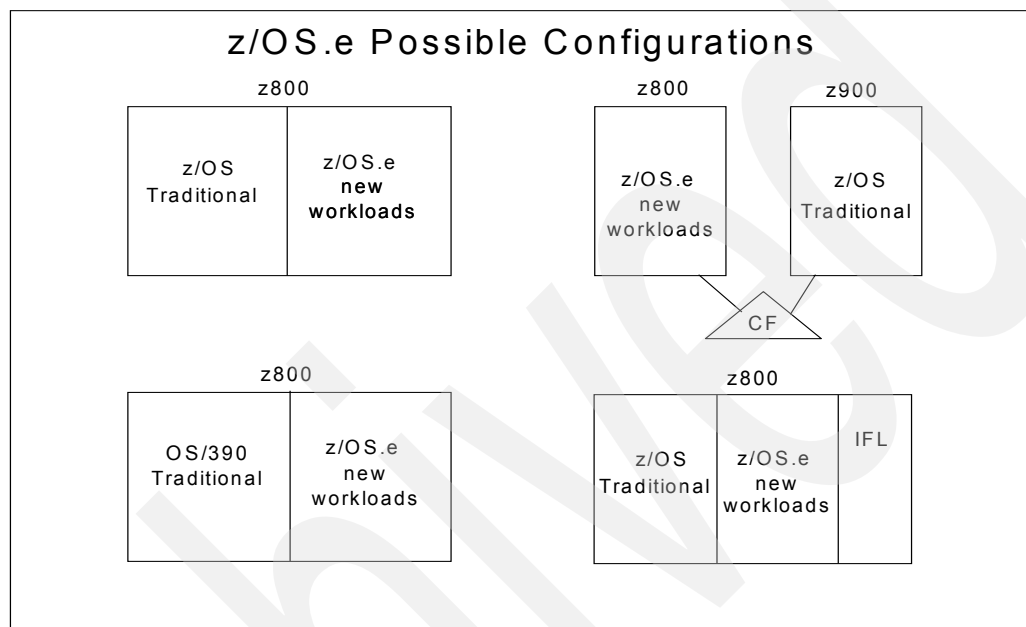 z/OS.e Possible Configurations
z800
z/OS
Traditional
z/OS.e
new
workloads
z800
z900
z/OS.e
new
workloads
z/OS
Traditional
CF
z800
OS/390
Traditional
z/OS.e
new
workloads
z800
z/OS
Traditional
z/OS.e
new
workloads
IFL
hived